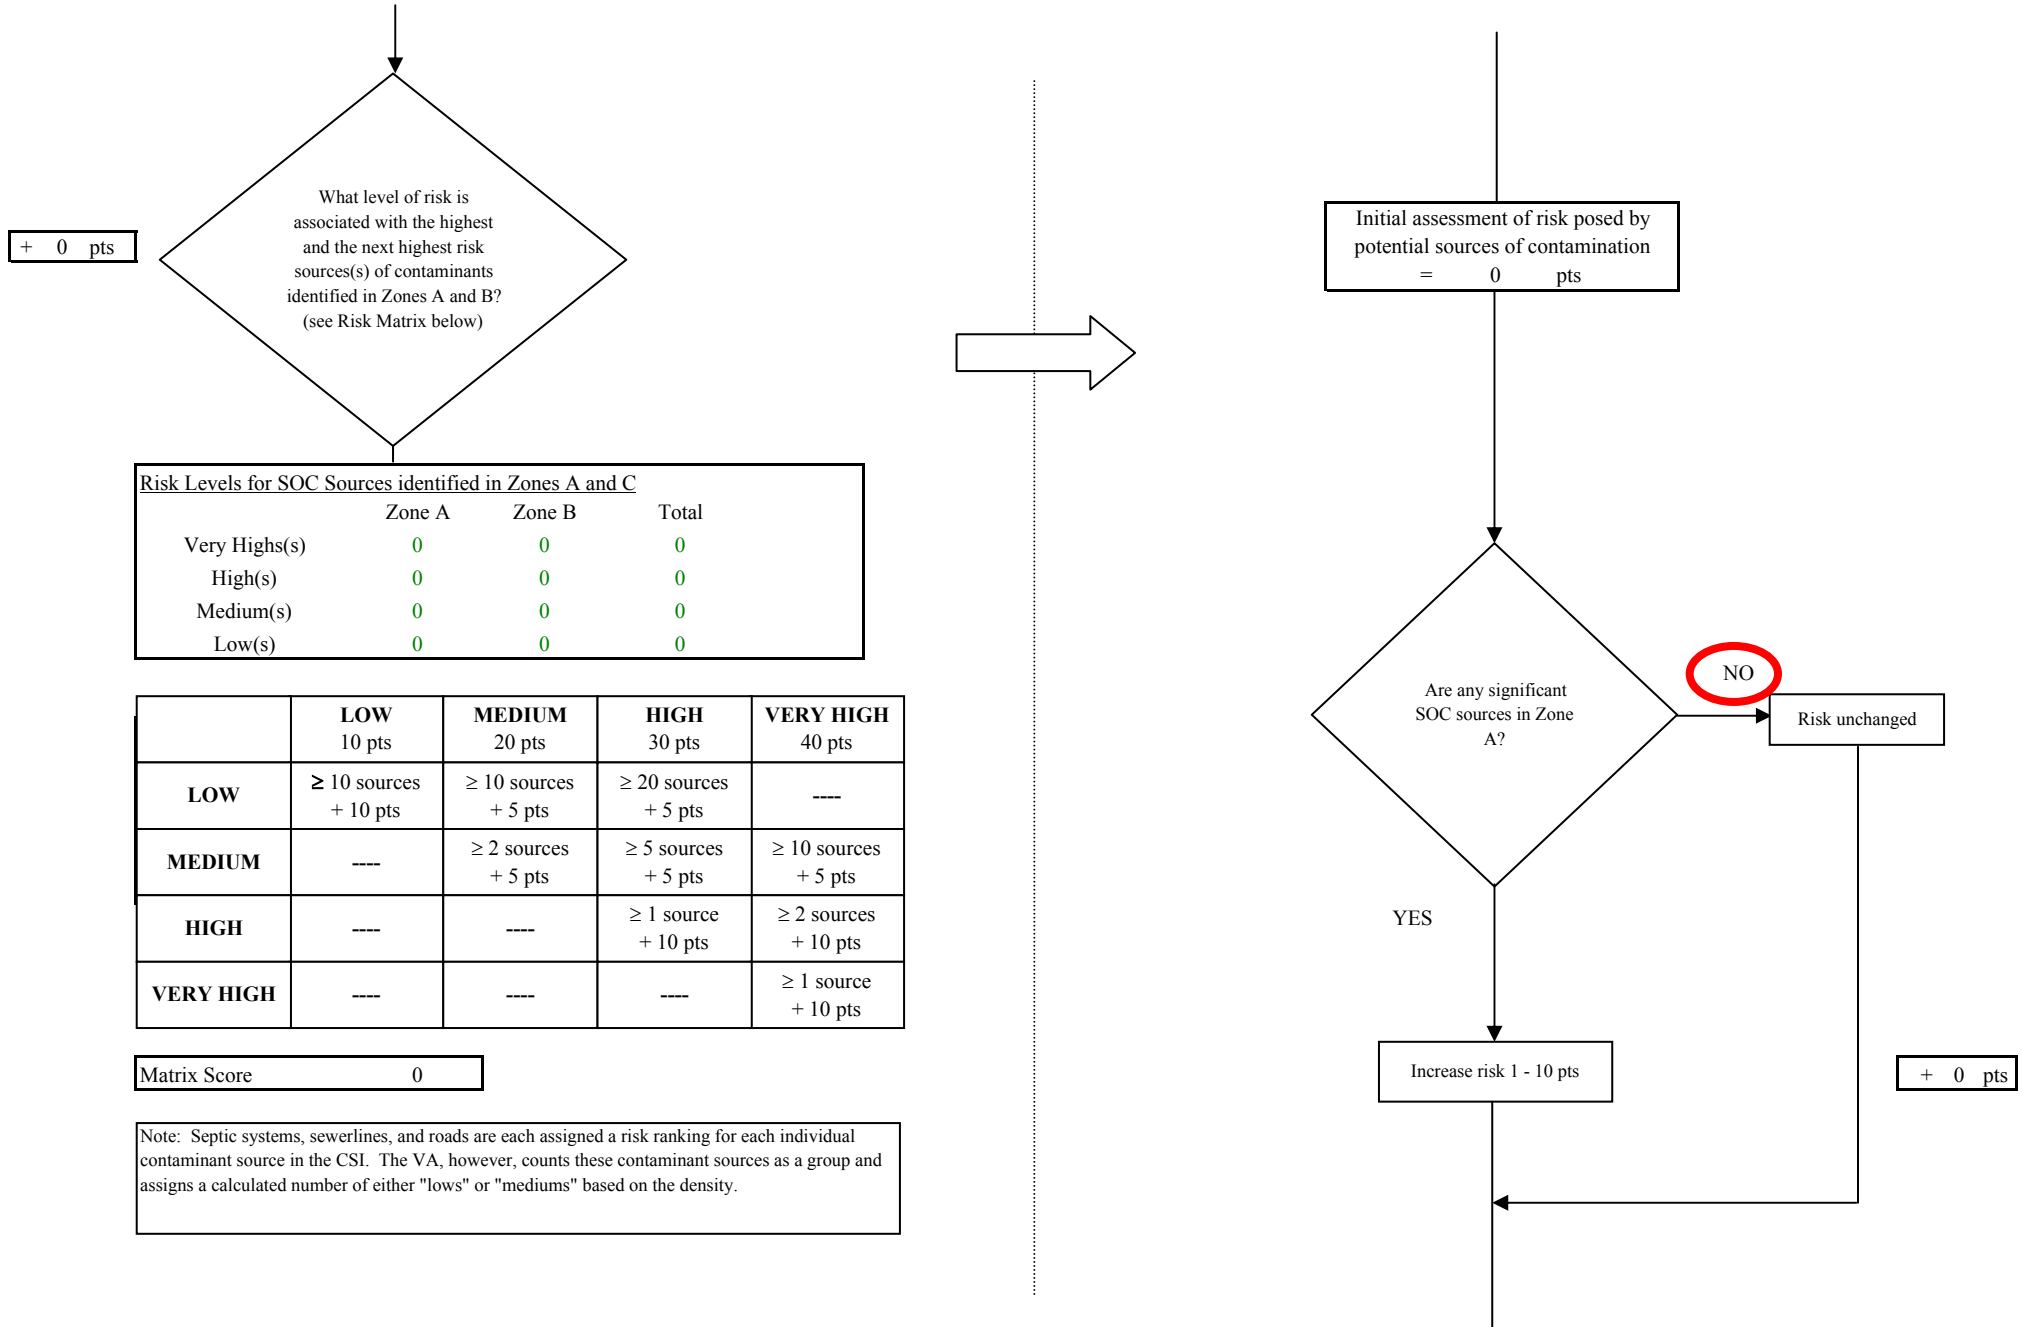 What level of risk is
associated with the highest
and the next highest risk
sources(s) of contaminants
identified in Zones A and B?
(see Risk Matrix below)
+ 0 pts
Risk Levels for SOC Sources identified in Zones A and C
Zone A Zone B Total
Very Highs(s) 0 0 0
High(s) 0 0 0
Medium(s) 0 0 0
Low(s) 0 0 0
LOW MEDIUM HIGH VERY HIGH
10 pts 20 pts 30 pts 40 pts
LOW ≥ 10 sources ≥ 10 sources ≥ 20 sources ----
+ 10 pts + 5 pts + 5 pts
MEDIUM ---- ≥ 2 sources ≥ 5 sources ≥ 10 sources
+ 5 pts + 5 pts + 5 pts
HIGH ---- ---- ≥ 1 source ≥ 2 sources
+ 10 pts + 10 pts
VERY HIGH ---- ---- ---- ≥ 1 source
+ 10 pts
Matrix Score 0
Note: Septic systems, sewerlines, and roads are each assigned a risk ranking for each individual
contaminant source in the CSI. The VA, however, counts these contaminant sources as a group and
assigns a calculated number of either "lows" or "mediums" based on the density.
Initial assessment of risk posed by
potential sources of contamination
= 0 pts
Are any significant
SOC sources in Zone
A?
NO
Risk unchanged
YES
Increase risk 1 - 10 pts
+ 0 pts